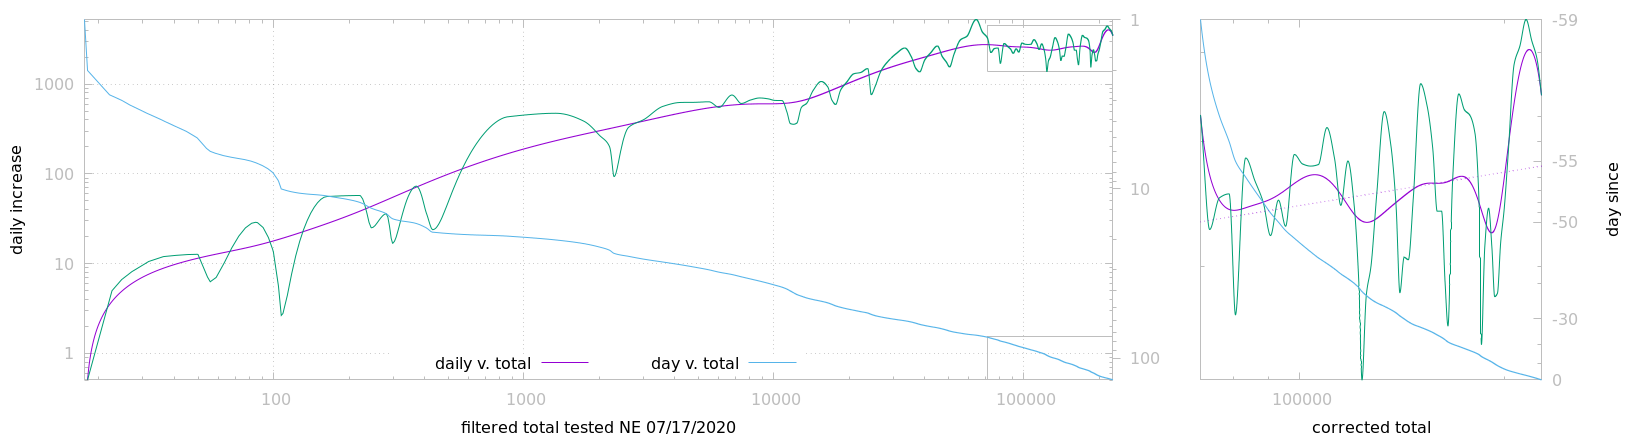 daily increase
1000
100
10
1
daily v. total
day v. total
100
1000
10000
100000
filtered total tested NE 07/17/2020
1
10
100
100000
corrected total
-59
-55
-50
-30
0
day since